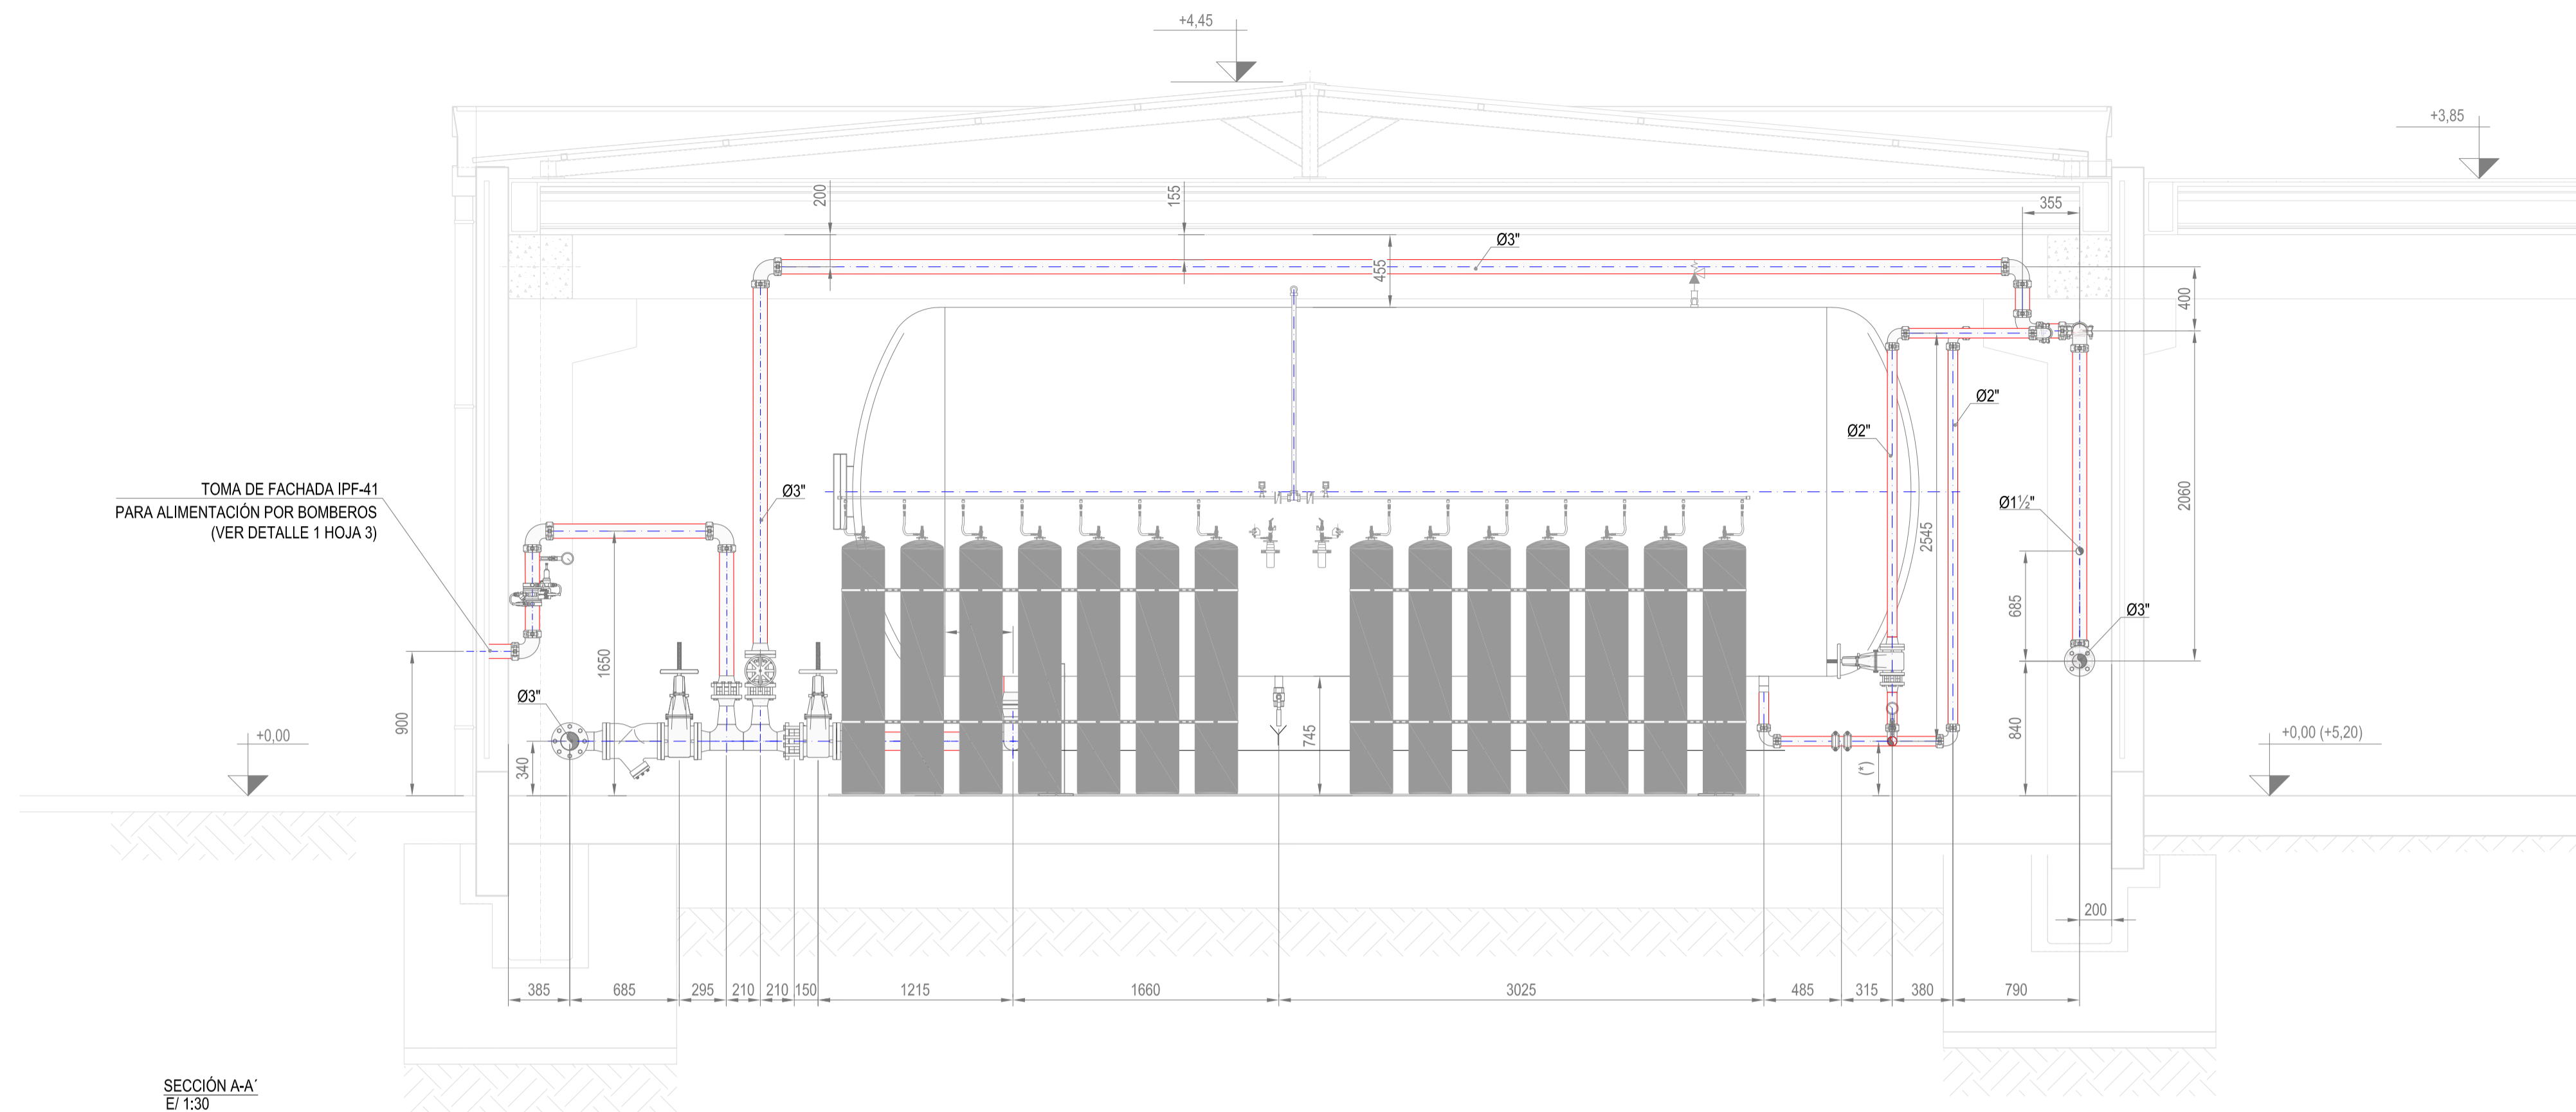 +4,45
+3,85
200
155
355
Ø3"
455
400
Ø2"
Ø2"
TOMA DE FACHADA IPF-41
PARA ALIMENTACIÓN POR BOMBEROS
(VER DETALLE 1 HOJA 3)
Ø3"
Ø1½"
2060
2545
685
Ø3"
1650
Ø3"
900
+0,00
340
745
(*)
840
+0,00 (+5,20)
200
385
685
295
210
210
150
1215
1660
3025
485
315
380
790
SECCIÓN A-A´
E/ 1:30